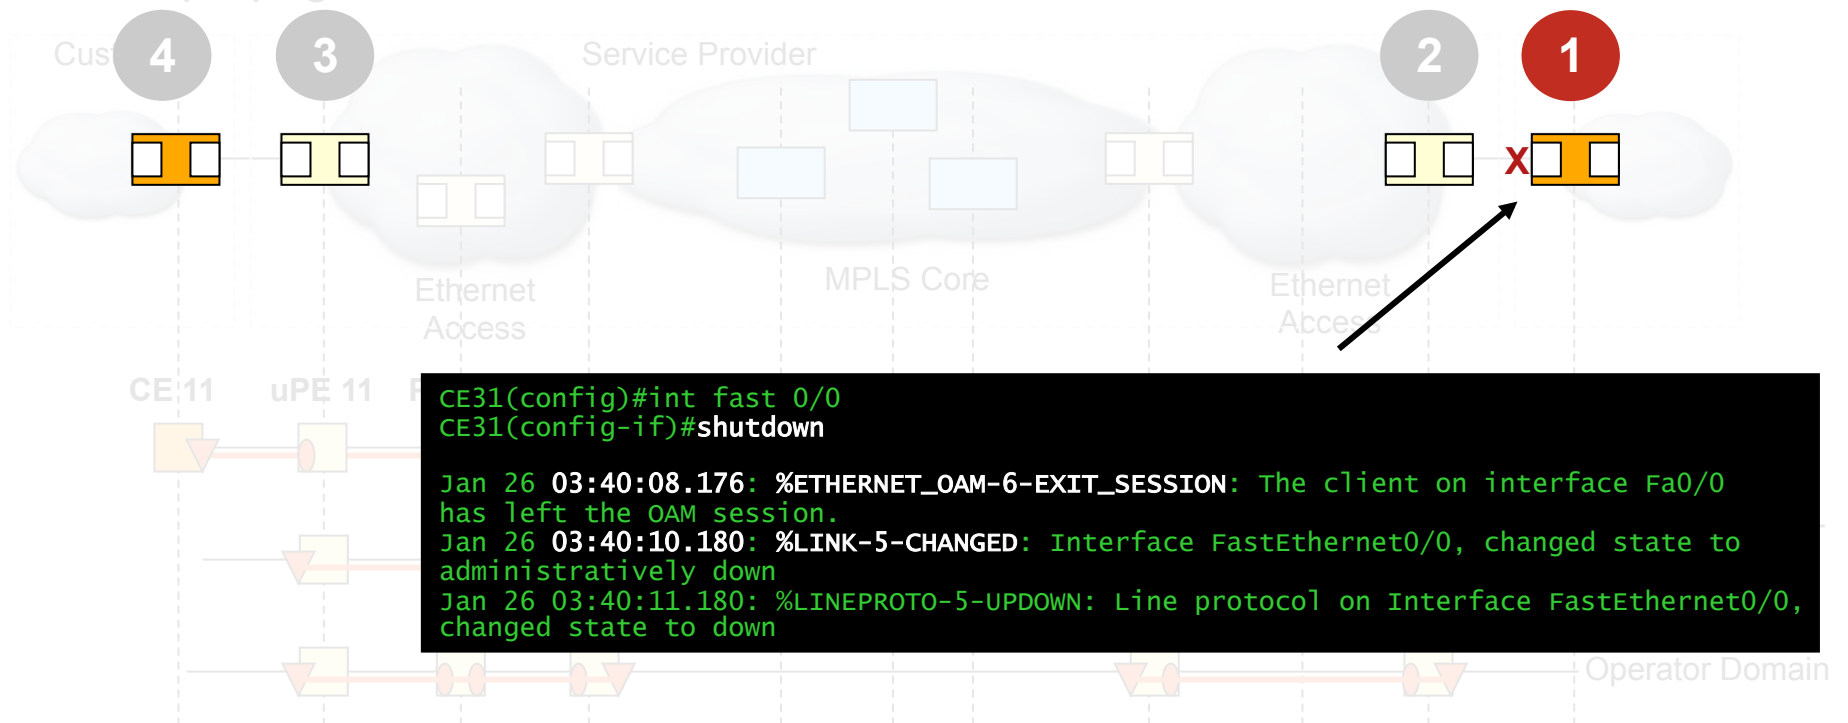 4
3
2
1
Service Provider
X
MPLS Core
Ethernet
Access
Ethernet
Access
CE 11
uPE 11
CE31(config)#int fast 0/0
CE31(config-if)#shutdown
Jan 26 03:40:08.176: %ETHERNET_OAM-6-EXIT_SESSION: The client on interface Fa0/0
has left the OAM session.
Jan 26 03:40:10.180: %LINK-5-CHANGED: Interface FastEthernet0/0, changed state to
administratively down
Jan 26 03:40:11.180: %LINEPROTO-5-UPDOWN: Line protocol on Interface FastEthernet0/0,
changed state to down
Operator Domain